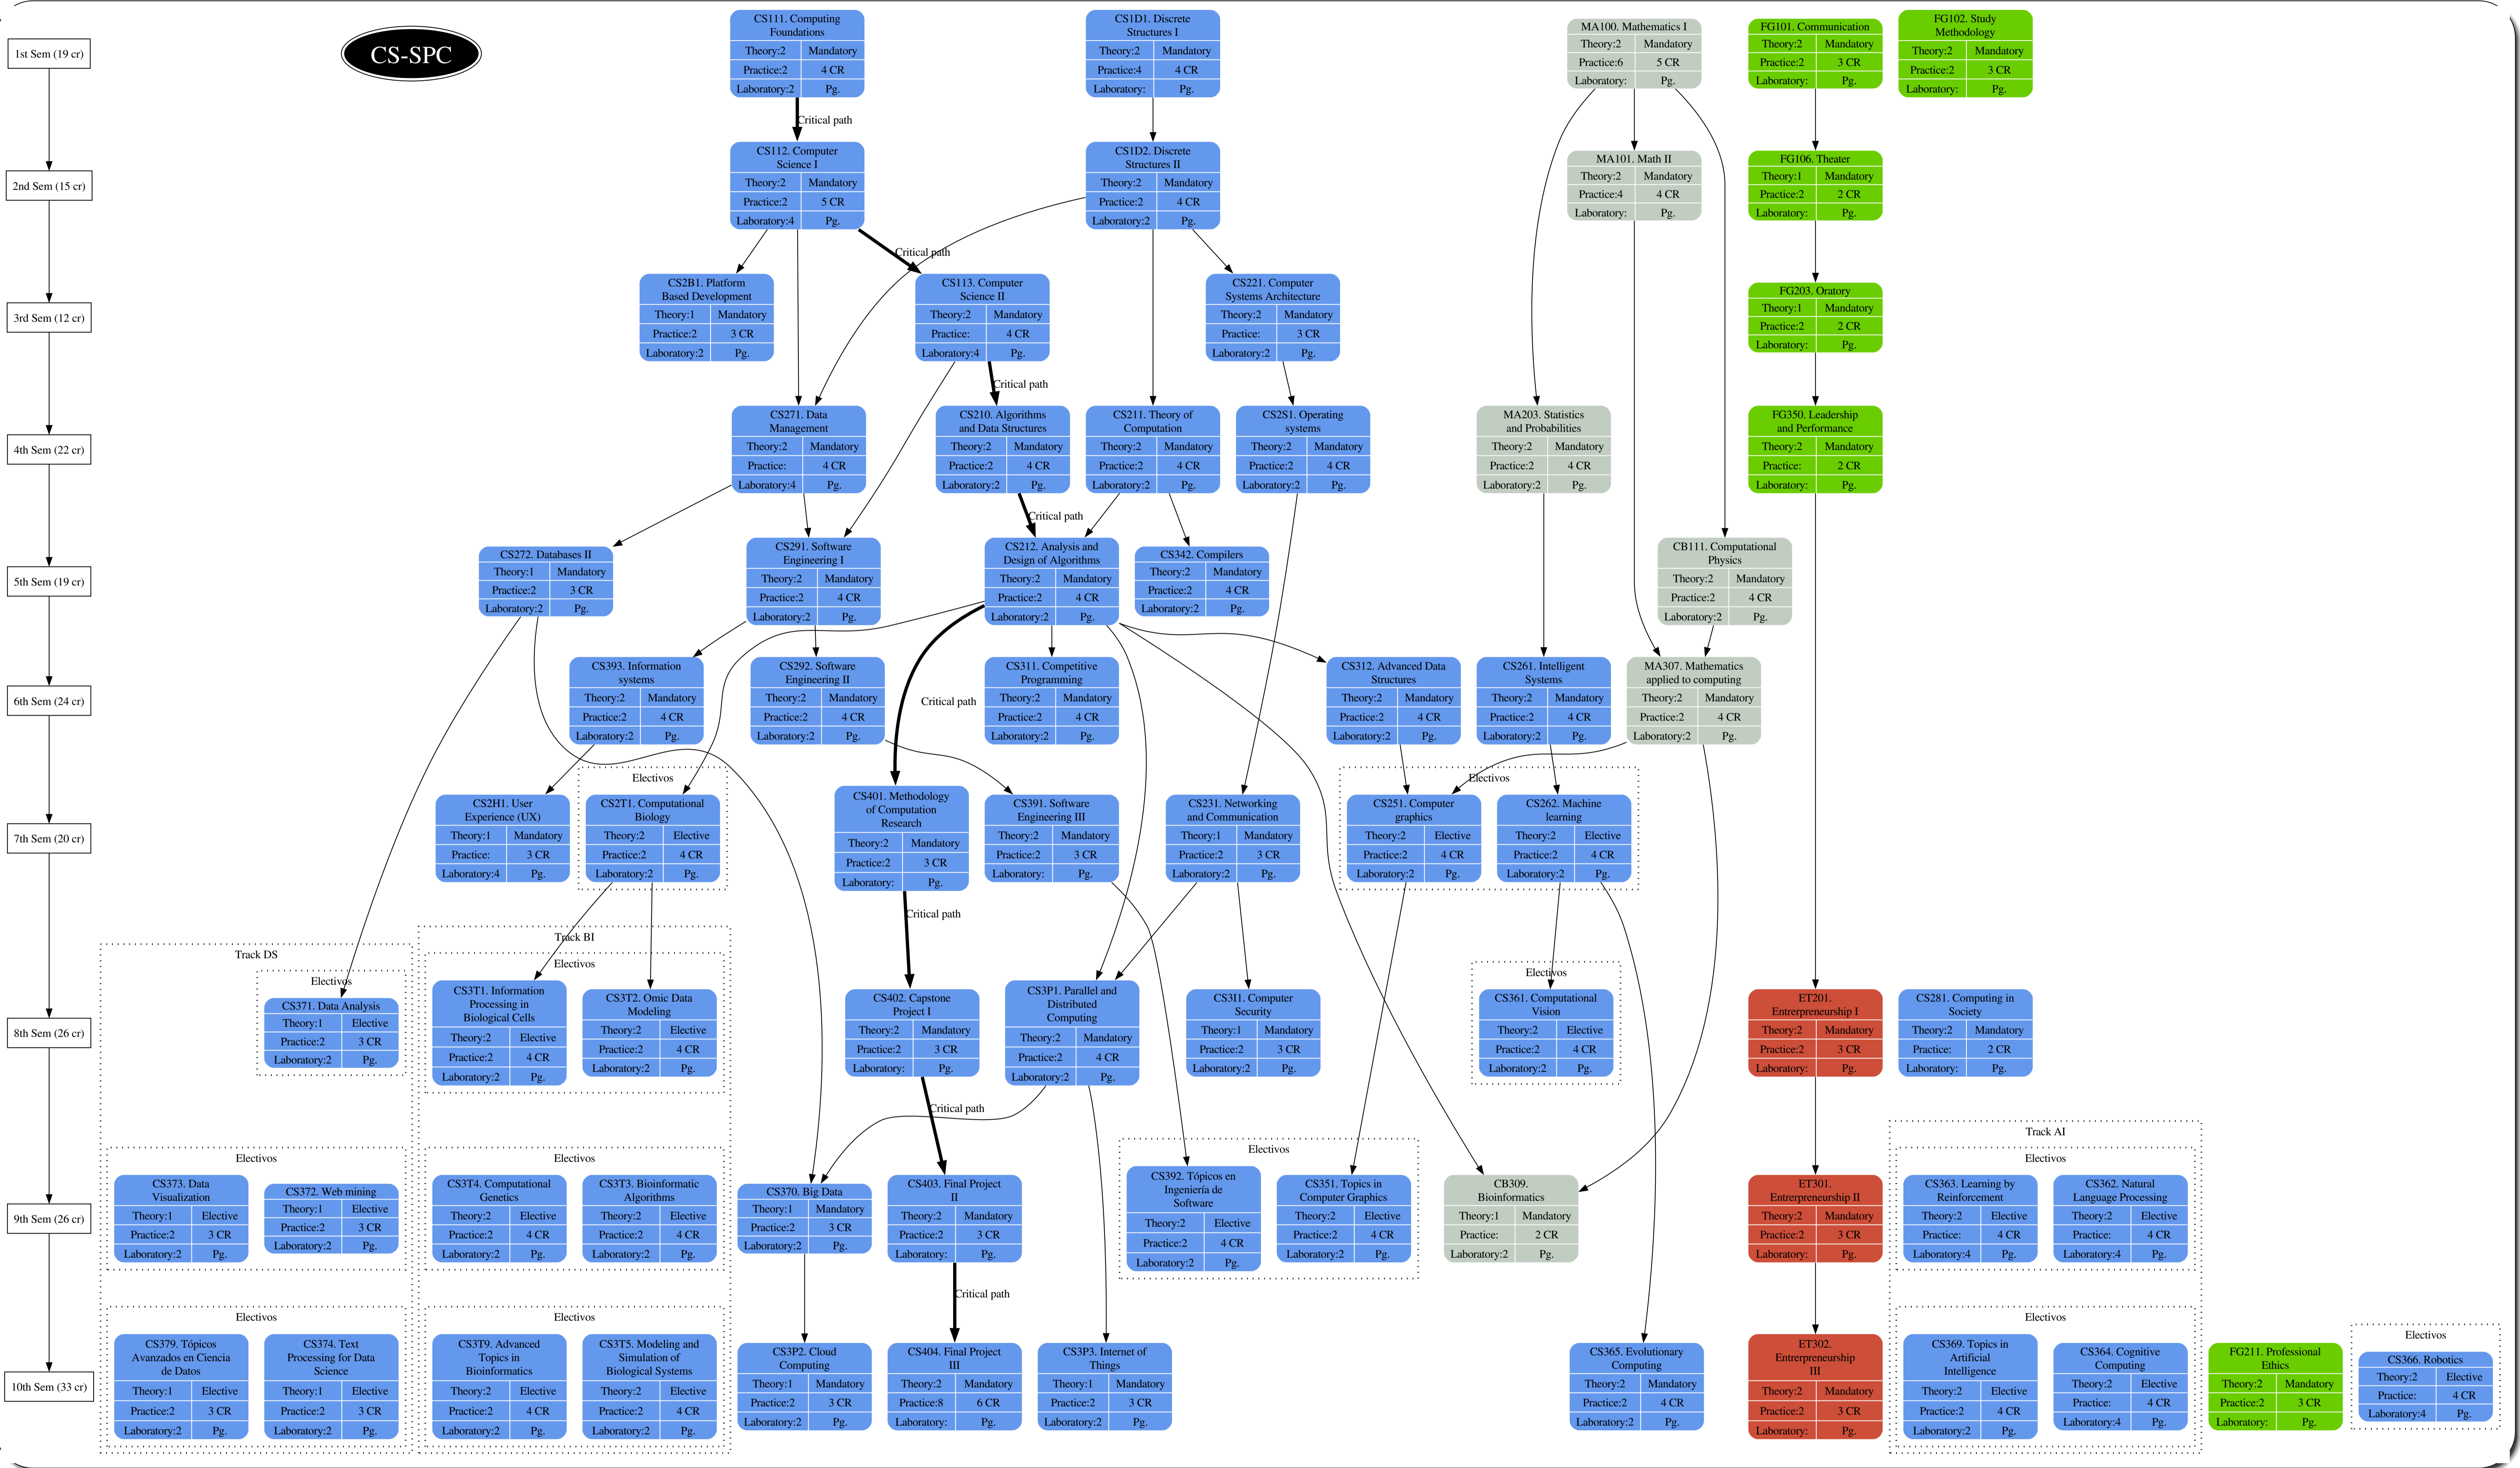 CS-SPC
1st Sem (19 cr)
CS111. Computing
Foundations
Theory:2 Mandatory
Practice:2 4 CR
Laboratory:2 Pg.
CS1D1. Discrete
Structures I
Theory:2 Mandatory
Practice:4 4 CR
Laboratory: Pg.
MA100. Mathematics I
Theory:2 Mandatory
Practice:6 5 CR
Laboratory: Pg.
FG101. Communication
Theory:2 Mandatory
Practice:2 3 CR
Laboratory: Pg.
FG102. Study
Methodology
Theory:2 Mandatory
Practice:2 3 CR
Laboratory: Pg.
Critical path
2nd Sem (15 cr)
CS112. Computer
Science I
Theory:2 Mandatory
Practice:2 5 CR
Laboratory:4 Pg.
CS1D2. Discrete
Structures II
Theory:2 Mandatory
Practice:2 4 CR
Laboratory:2 Pg.
MA101. Math II
Theory:2 Mandatory
Practice:4 4 CR
Laboratory: Pg.
FG106. Theater
Theory:1 Mandatory
Practice:2 2 CR
Laboratory: Pg.
Critical path
3rd Sem (12 cr)
CS2B1. Platform
Based Development
Theory:1 Mandatory
Practice:2 3 CR
Laboratory:2 Pg.
CS113. Computer
Science II
Theory:2 Mandatory
Practice: 4 CR
Laboratory:4 Pg.
CS221. Computer
Systems Architecture
Theory:2 Mandatory
Practice: 3 CR
Laboratory:2 Pg.
FG203. Oratory
Theory:1 Mandatory
Practice:2 2 CR
Laboratory: Pg.
Critical path
4th Sem (22 cr)
CS271. Data
Management
Theory:2 Mandatory
Practice: 4 CR
Laboratory:4 Pg.
CS210. Algorithms
and Data Structures
Theory:2 Mandatory
Practice:2 4 CR
Laboratory:2 Pg.
CS211. Theory of
Computation
Theory:2 Mandatory
Practice:2 4 CR
Laboratory:2 Pg.
CS2S1. Operating
systems
Theory:2 Mandatory
Practice:2 4 CR
Laboratory:2 Pg.
MA203. Statistics
and Probabilities
Theory:2 Mandatory
Practice:2 4 CR
Laboratory:2 Pg.
FG350. Leadership
and Performance
Theory:2 Mandatory
Practice: 2 CR
Laboratory: Pg.
Critical path
5th Sem (19 cr)
CS272. Databases II
Theory:1 Mandatory
Practice:2 3 CR
Laboratory:2 Pg.
CS291. Software
Engineering I
Theory:2 Mandatory
Practice:2 4 CR
Laboratory:2 Pg.
CS212. Analysis and
Design of Algorithms
Theory:2 Mandatory
Practice:2 4 CR
Laboratory:2 Pg.
CS342. Compilers
Theory:2 Mandatory
Practice:2 4 CR
Laboratory:2 Pg.
CB111. Computational
Physics
Theory:2 Mandatory
Practice:2 4 CR
Laboratory:2 Pg.
6th Sem (24 cr)
CS393. Information
systems
Theory:2 Mandatory
Practice:2 4 CR
Laboratory:2 Pg.
CS292. Software
Engineering II
Theory:2 Mandatory
Practice:2 4 CR
Laboratory:2 Pg.
Critical path
CS311. Competitive
Programming
Theory:2 Mandatory
Practice:2 4 CR
Laboratory:2 Pg.
CS312. Advanced Data
Structures
Theory:2 Mandatory
Practice:2 4 CR
Laboratory:2 Pg.
CS261. Intelligent
Systems
Theory:2 Mandatory
Practice:2 4 CR
Laboratory:2 Pg.
MA307. Mathematics
applied to computing
Theory:2 Mandatory
Practice:2 4 CR
Laboratory:2 Pg.
7th Sem (20 cr)
CS2H1. User
Experience (UX)
Theory:1 Mandatory
Practice: 3 CR
Laboratory:4 Pg.
Electivos
CS2T1. Computational
Biology
Theory:2 Elective
Practice:2 4 CR
Laboratory:2 Pg.
CS401. Methodology
of Computation
Research
Theory:2 Mandatory
Practice:2 3 CR
Laboratory: Pg.
CS391. Software
Engineering III
Theory:2 Mandatory
Practice:2 3 CR
Laboratory: Pg.
CS231. Networking
and Communication
Theory:1 Mandatory
Practice:2 3 CR
Laboratory:2 Pg.
Electivos
CS251. Computer
graphics
Theory:2 Elective
Practice:2 4 CR
Laboratory:2 Pg.
CS262. Machine
learning
Theory:2 Elective
Practice:2 4 CR
Laboratory:2 Pg.
Critical path
8th Sem (26 cr)
Track DS
Electivos
CS371. Data Analysis
Theory:1 Elective
Practice:2 3 CR
Laboratory:2 Pg.
Track BI
Electivos
CS3T1. Information
Processing in
Biological Cells
Theory:2 Elective
Practice:2 4 CR
Laboratory:2 Pg.
CS3T2. Omic Data
Modeling
Theory:2 Elective
Practice:2 4 CR
Laboratory:2 Pg.
CS402. Capstone
Project I
Theory:2 Mandatory
Practice:2 3 CR
Laboratory: Pg.
CS3P1. Parallel and
Distributed
Computing
Theory:2 Mandatory
Practice:2 4 CR
Laboratory:2 Pg.
CS3I1. Computer
Security
Theory:1 Mandatory
Practice:2 3 CR
Laboratory:2 Pg.
Electivos
CS361. Computational
Vision
Theory:2 Elective
Practice:2 4 CR
Laboratory:2 Pg.
ET201.
Entrerpreneurship I
Theory:2 Mandatory
Practice:2 3 CR
Laboratory: Pg.
CS281. Computing in
Society
Theory:2 Mandatory
Practice: 2 CR
Laboratory:2 Pg.
Critical path
9th Sem (26 cr)
Electivos
CS373. Data
Visualization
Theory:1 Elective
Practice:2 3 CR
Laboratory:2 Pg.
CS372. Web mining
Theory:1 Elective
Practice:2 3 CR
Laboratory:2 Pg.
Electivos
CS3T4. Computational
Genetics
Theory:2 Elective
Practice:2 4 CR
Laboratory:2 Pg.
CS3T3. Bioinformatic
Algorithms
Theory:2 Elective
Practice:2 4 CR
Laboratory:2 Pg.
CS370. Big Data
Theory:1 Mandatory
Practice:2 3 CR
Laboratory:2 Pg.
CS403. Final Project
II
Theory:2 Mandatory
Practice:2 3 CR
Laboratory: Pg.
Electivos
CS392. Tópicos en
Ingeniería de
Software
Theory:2 Elective
Practice:2 4 CR
Laboratory:2 Pg.
CS351. Topics in
Computer Graphics
Theory:2 Elective
Practice:2 4 CR
Laboratory:2 Pg.
CB309.
Bioinformatics
Theory:1 Mandatory
Practice: 2 CR
Laboratory:2 Pg.
ET301.
Entrerpreneurship II
Theory:2 Mandatory
Practice:2 3 CR
Laboratory: Pg.
Track AI
Electivos
CS363. Learning by
Reinforcement
Theory:2 Elective
Practice: 4 CR
Laboratory:4 Pg.
CS362. Natural
Language Processing
Theory:2 Elective
Practice: 4 CR
Laboratory:4 Pg.
Critical path
10th Sem (33 cr)
Electivos
CS379. Tópicos
Avanzados en Ciencia
de Datos
Theory:1 Elective
Practice:2 3 CR
Laboratory:2 Pg.
CS374. Text
Processing for Data
Science
Theory:1 Elective
Practice:2 3 CR
Laboratory:2 Pg.
Electivos
CS3T9. Advanced
Topics in
Bioinformatics
Theory:2 Elective
Practice:2 4 CR
Laboratory:2 Pg.
CS3T5. Modeling and
Simulation of
Biological Systems
Theory:2 Elective
Practice:2 4 CR
Laboratory:2 Pg.
CS3P2. Cloud
Computing
Theory:1 Mandatory
Practice:2 3 CR
Laboratory:2 Pg.
CS404. Final Project
III
Theory:2 Mandatory
Practice:8 6 CR
Laboratory: Pg.
CS3P3. Internet of
Things
Theory:1 Mandatory
Practice:2 3 CR
Laboratory:2 Pg.
CS365. Evolutionary
Computing
Theory:2 Mandatory
Practice:2 4 CR
Laboratory:2 Pg.
ET302.
Entrerpreneurship
III
Theory:2 Mandatory
Practice:2 3 CR
Laboratory: Pg.
Electivos
CS369. Topics in
Artificial
Intelligence
Theory:2 Elective
Practice:2 4 CR
Laboratory:2 Pg.
CS364. Cognitive
Computing
Theory:2 Elective
Practice: 4 CR
Laboratory:4 Pg.
FG211. Professional
Ethics
Theory:2 Mandatory
Practice:2 3 CR
Laboratory: Pg.
Electivos
CS366. Robotics
Theory:2 Elective
Practice: 4 CR
Laboratory:4 Pg.